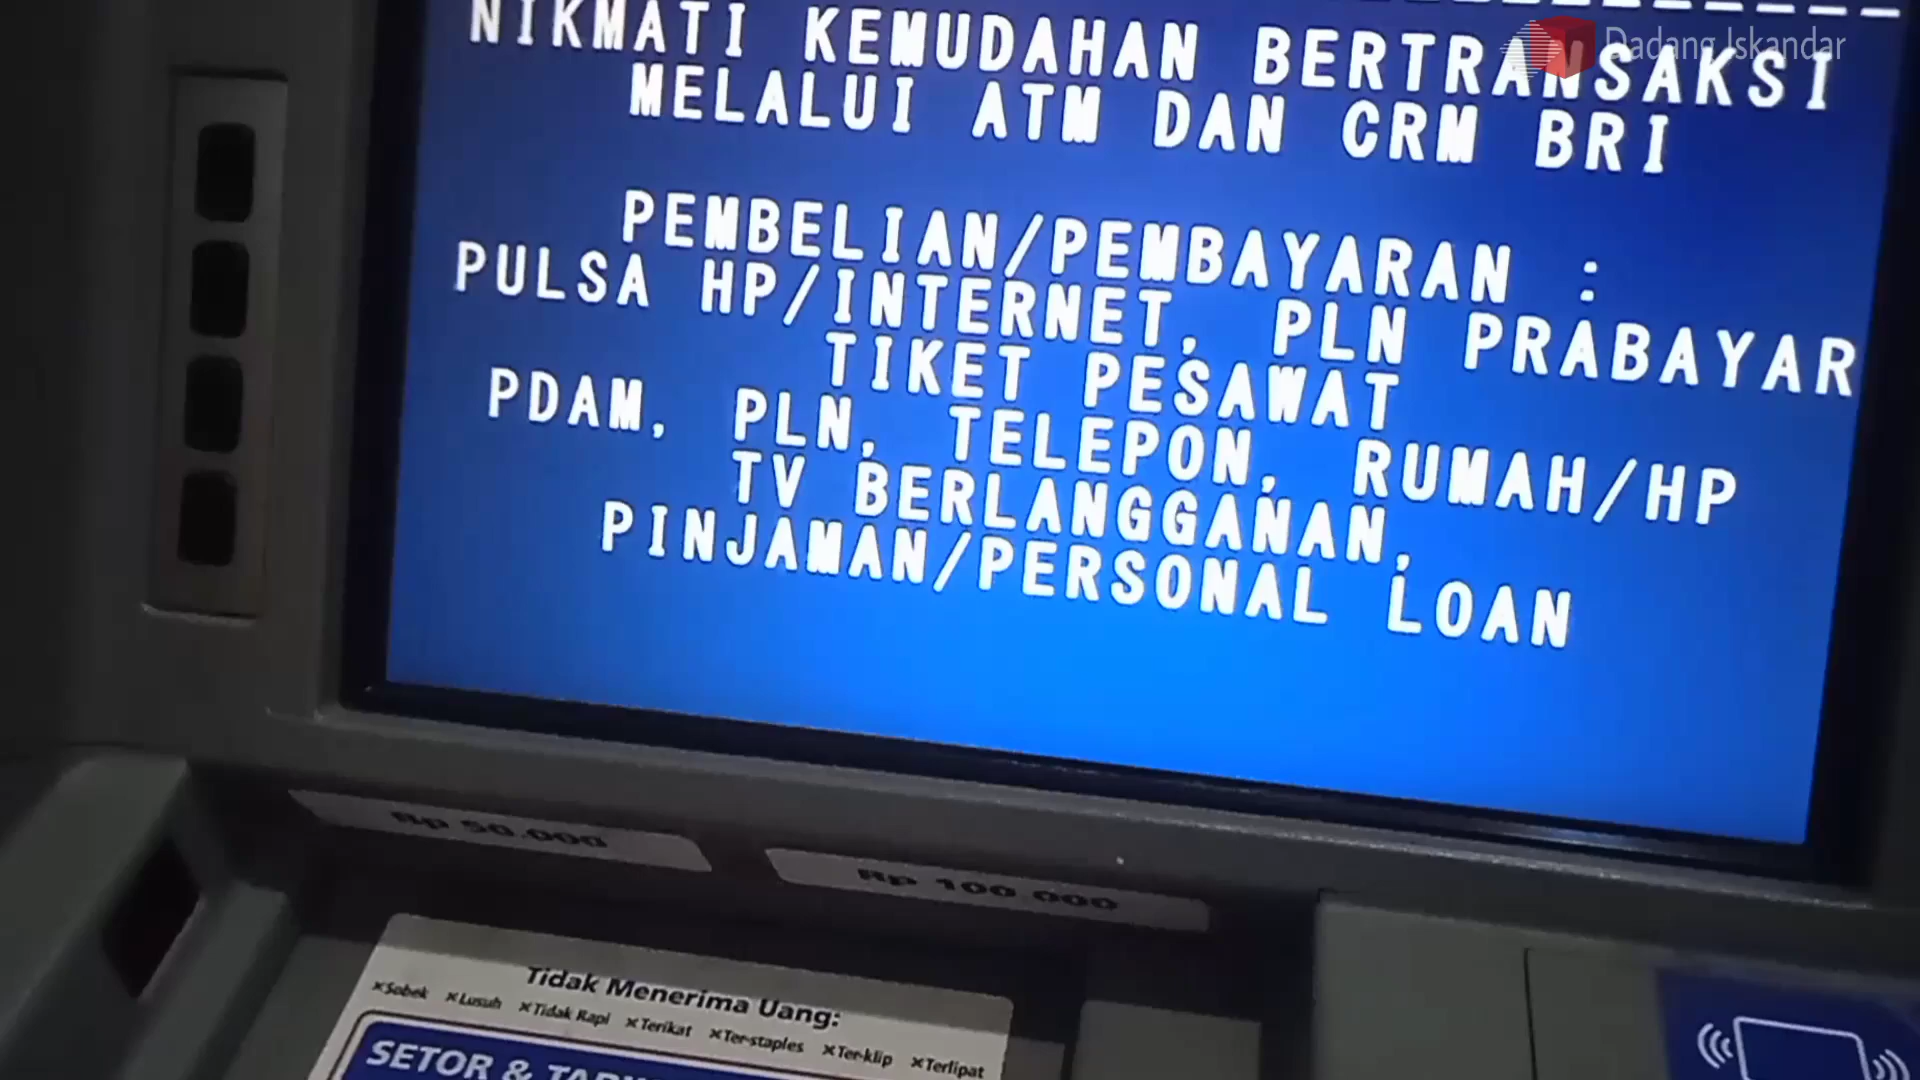 Dadang Iskandar
NIKMATI KEMUDAHAN BERTRANSAKSI
MELALUI ATM DAN CRM BRI
PEMBELIAN/PEMBAYARAN :
PULSA HP/INTERNET, PLN PRABAYAR
TIKET PESAWAT
PDAM, PLN, TELEPON, RUMAH/HP
TV BERLANGGANAN,
PINJAMAN/PERSONAL LOAN
Rp 50.000
Rp 100.000
Tidak Menerima Uang:
×Sobek ×Lusuh ×Tidak Rapi ×Terikat ×Ter-staples ×Ter-klip ×Terlipat
SETOR &